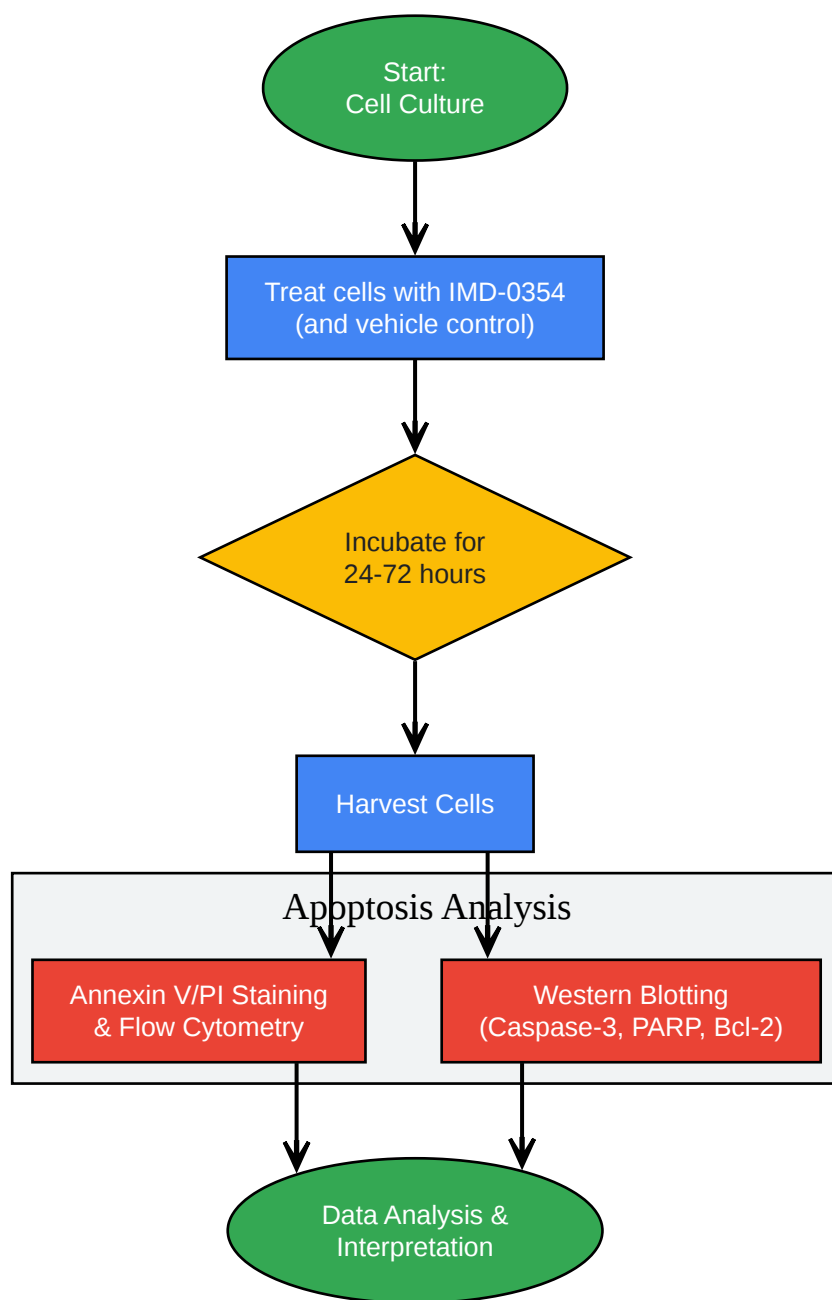 Start:
Cell Culture
Treat cells with IMD-0354
(and vehicle control)
Incubate for
24-72 hours
Harvest Cells
Apoptosis Analysis
Annexin V/PI Staining
& Flow Cytometry
Western Blotting
(Caspase-3, PARP, Bcl-2)
Data Analysis &
Interpretation